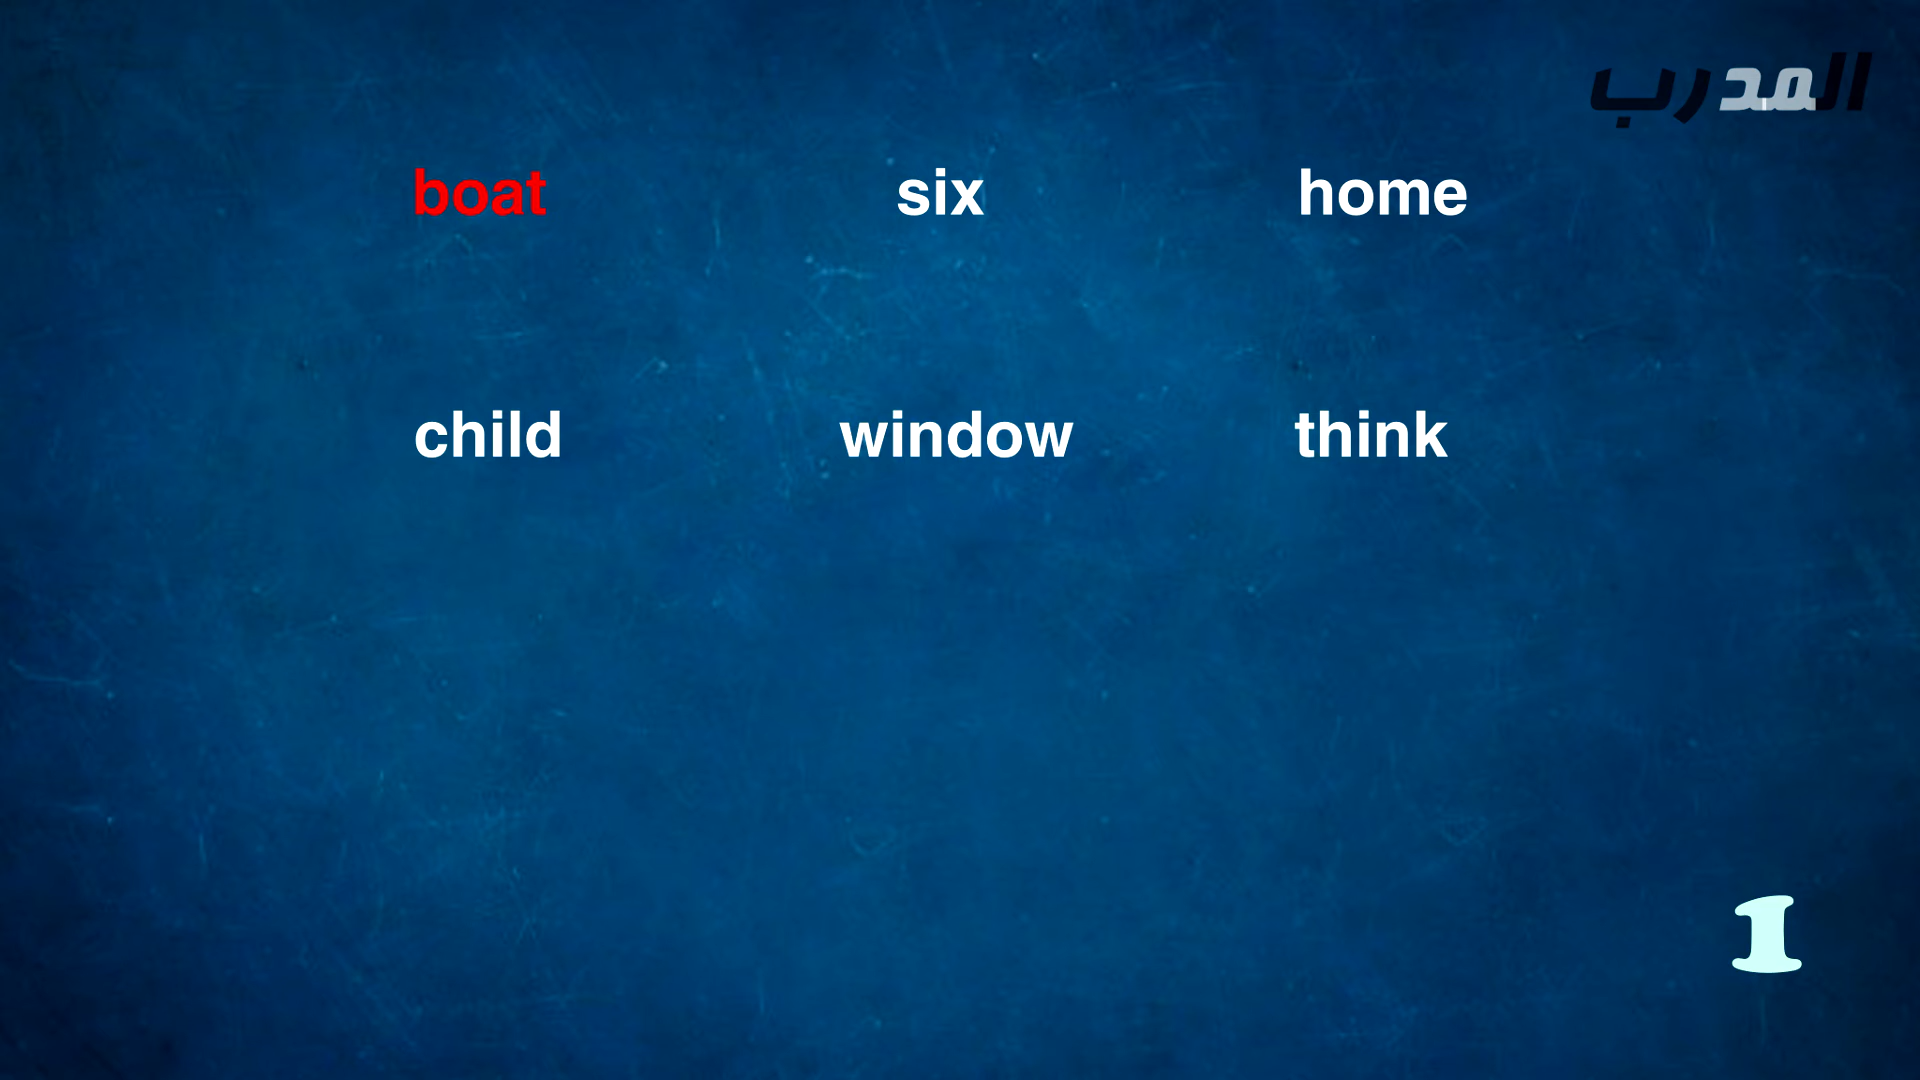 المدرب
boat six home
child window think
1